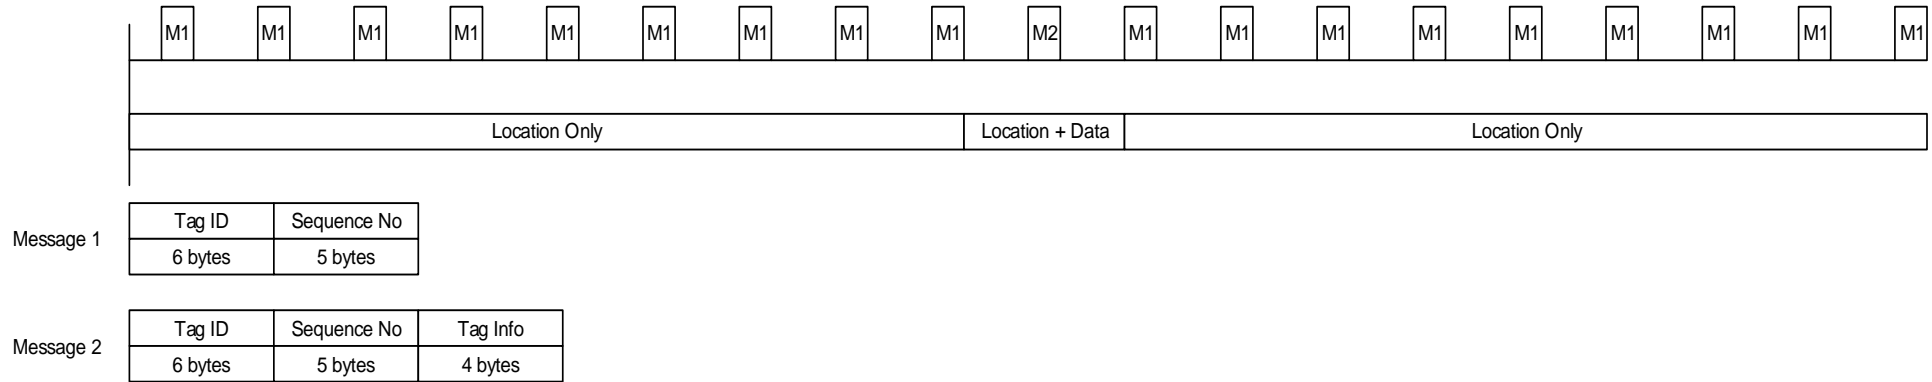 M1 M1 M1 M1 M1 M1 M1 M1 M1 M2 M1 M1 M1 M1 M1 M1 M1 M1 M1
Location Only Location + Data Location Only
Message 1
Tag ID Sequence No
6 bytes 5 bytes
Message 2
Tag ID Sequence No Tag Info
6 bytes 5 bytes 4 bytes